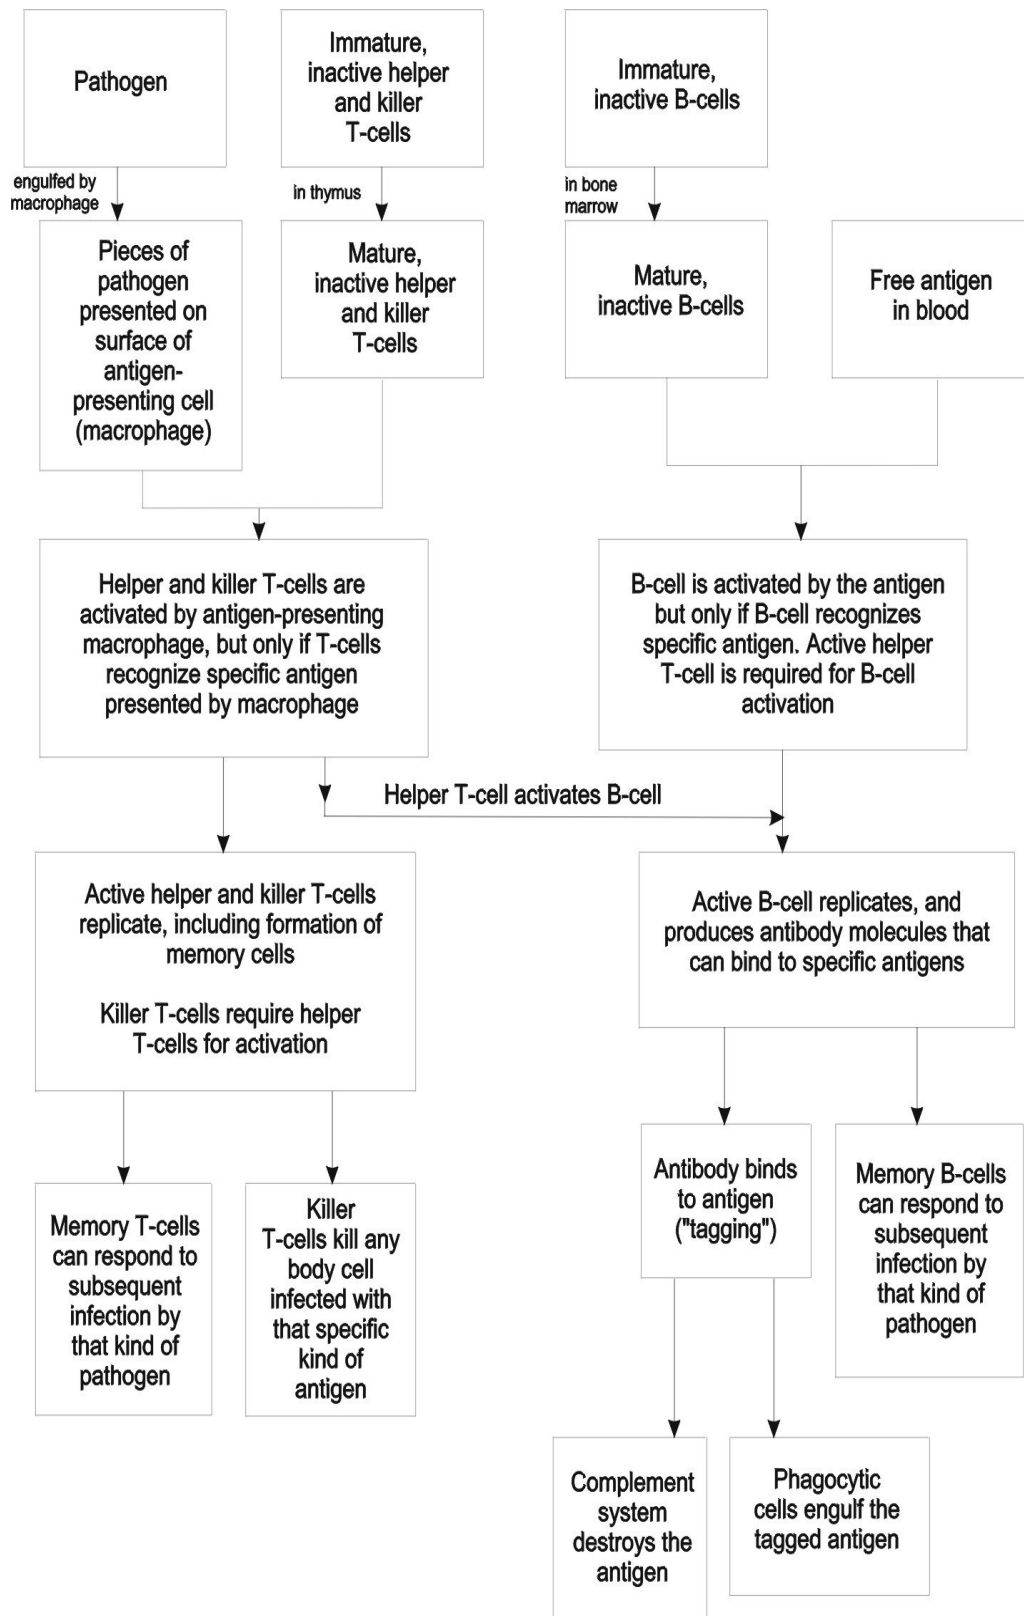 Pathogen
Immature,
inactive helper
and killer
T-cells
Immature,
inactive B-cells
engulfed by
macrophage
in thymus
in bone
marrow
Pieces of
pathogen
presented on
surface of
antigen-
presenting cell
(macrophage)
Mature,
inactive helper
and killer
T-cells
Mature,
inactive B-cells
Free antigen
in blood
Helper and killer T-cells are
activated by antigen-presenting
macrophage, but only if T-cells
recognize specific antigen
presented by macrophage
B-cell is activated by the antigen
but only if B-cell recognizes
specific antigen. Active helper
T-cell is required for B-cell
activation
Helper T-cell activates B-cell
Active helper and killer T-cells
replicate, including formation of
memory cells
Killer T-cells require helper
T-cells for activation
Active B-cell replicates, and
produces antibody molecules that
can bind to specific antigens
Memory T-cells
can respond to
subsequent
infection by
that kind of
pathogen
Killer
T-cells kill any
body cell
infected with
that specific
kind of
antigen
Antibody binds
to antigen
("tagging")
Memory B-cells
can respond to
subsequent
infection by
that kind of
pathogen
Complement
system
destroys the
antigen
Phagocytic
cells engulf the
tagged antigen